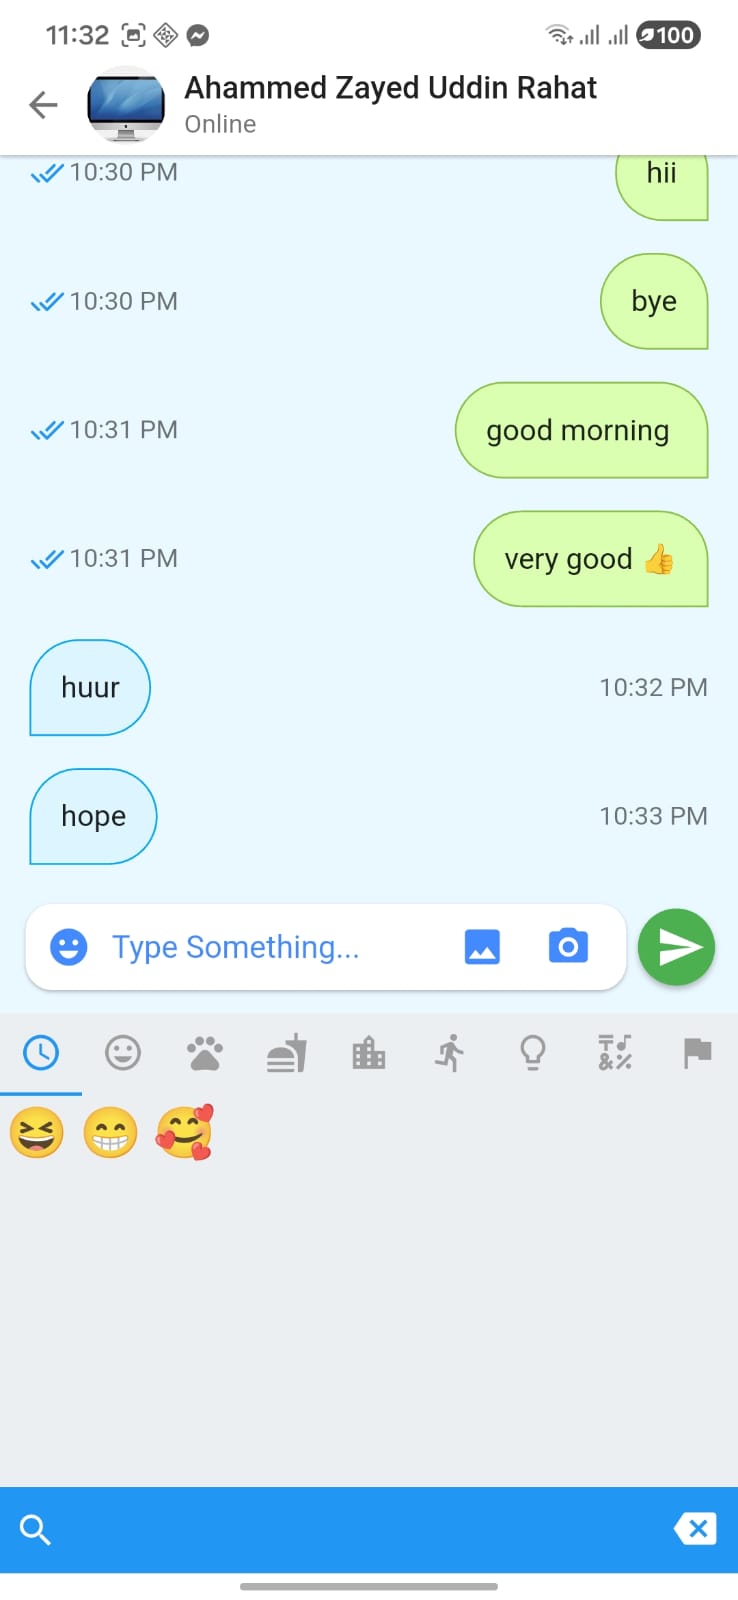 11:32
100
Ahammed Zayed Uddin Rahat
Online
10:30 PM hii
10:30 PM bye
10:31 PM good morning
10:31 PM very good 👍
huur 10:32 PM
hope 10:33 PM
Type Something...